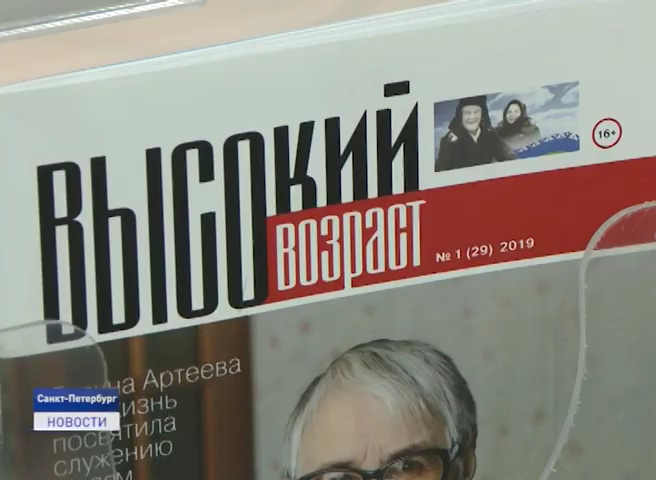 ВЫСОКИЙ
возраст
№ 1 (29) 2019
16+
Артеева
посвятила
служению
Санкт-Петербург
НОВОСТИ